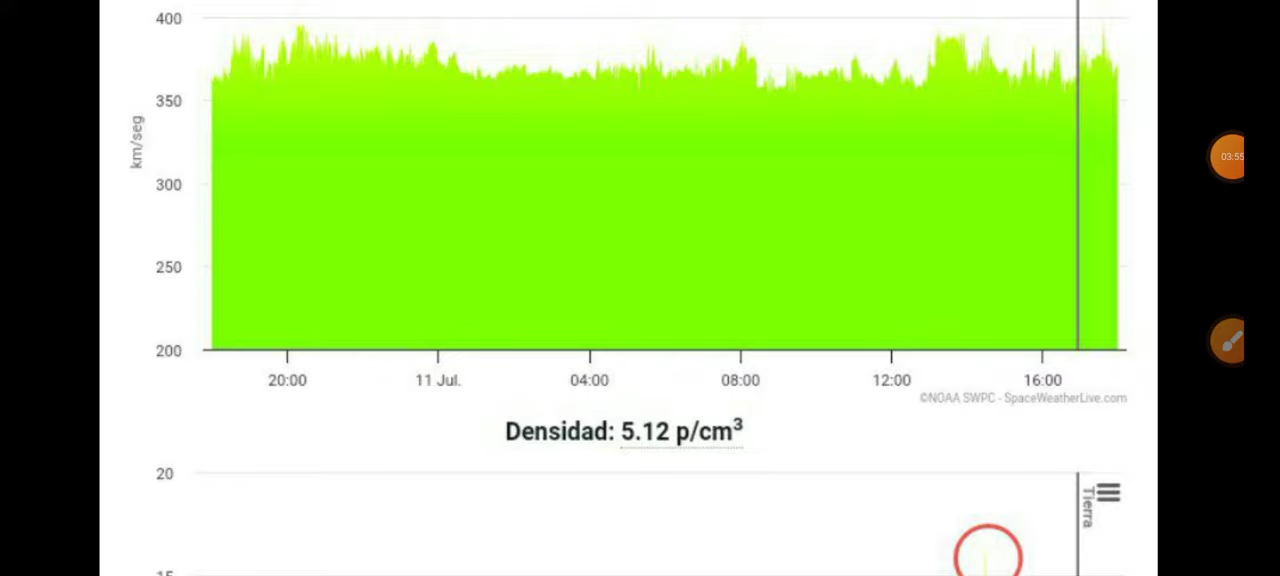 400
350
km/seg
300
250
200
20:00 11 Jul. 04:00 08:00 12:00 16:00
©NOAA SWPC - SpaceWeatherLive.com
Densidad: 5.12 p/cm³
20
Tierra
15
03:55